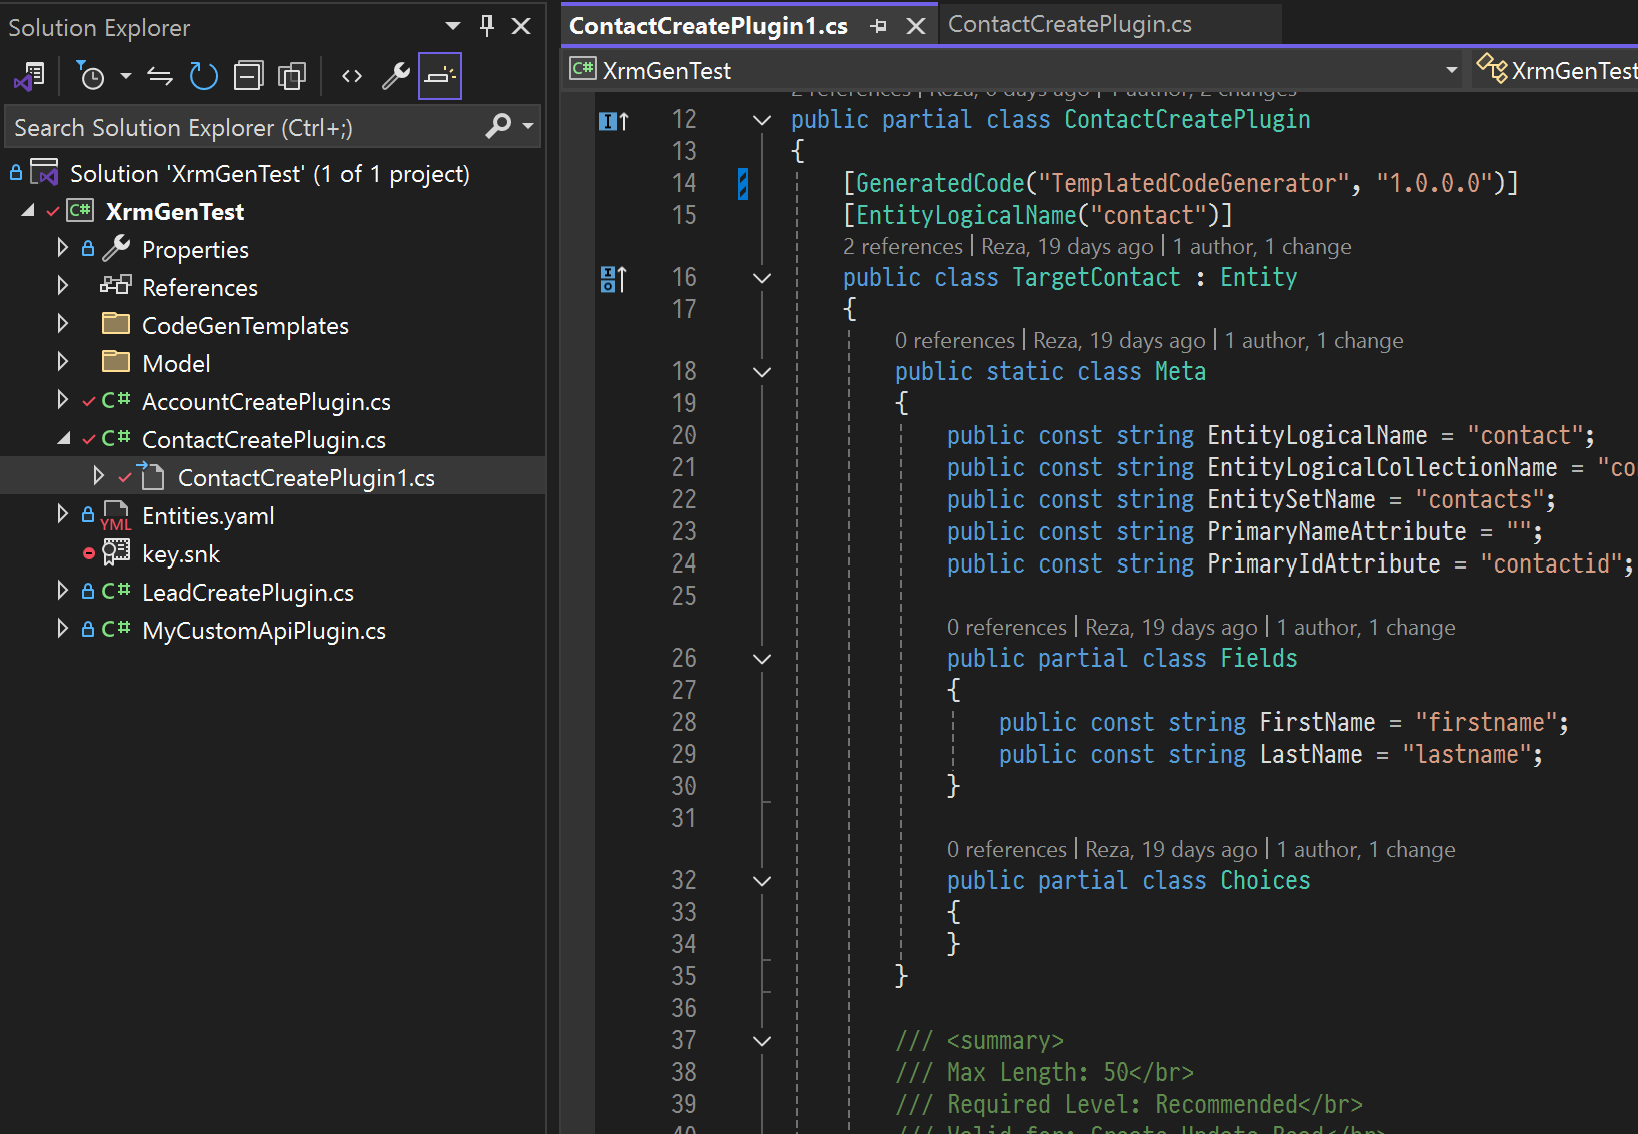 Solution Explorer
Search Solution Explorer (Ctrl+;)
Solution 'XrmGenTest' (1 of 1 project)
C# XrmGenTest
Properties
References
CodeGenTemplates
Model
C# AccountCreatePlugin.cs
C# ContactCreatePlugin.cs
ContactCreatePlugin1.cs
YML Entities.yaml
key.snk
C# LeadCreatePlugin.cs
C# MyCustomApiPlugin.cs
ContactCreatePlugin1.cs
ContactCreatePlugin.cs
C# XrmGenTest
XrmGenTest
12 public partial class ContactCreatePlugin
13 {
14 [GeneratedCode("TemplatedCodeGenerator", "1.0.0.0")]
15 [EntityLogicalName("contact")]
2 references | Reza, 19 days ago | 1 author, 1 change
16 public class TargetContact : Entity
17 {
0 references | Reza, 19 days ago | 1 author, 1 change
18 public static class Meta
19 {
20 public const string EntityLogicalName = "contact";
21 public const string EntityLogicalCollectionName = "co
22 public const string EntitySetName = "contacts";
23 public const string PrimaryNameAttribute = "";
24 public const string PrimaryIdAttribute = "contactid";
25
0 references | Reza, 19 days ago | 1 author, 1 change
26 public partial class Fields
27 {
28 public const string FirstName = "firstname";
29 public const string LastName = "lastname";
30 }
31
0 references | Reza, 19 days ago | 1 author, 1 change
32 public partial class Choices
33 {
34 }
35 }
36
37 /// <summary>
38 /// Max Length: 50</br>
39 /// Required Level: Recommended</br>